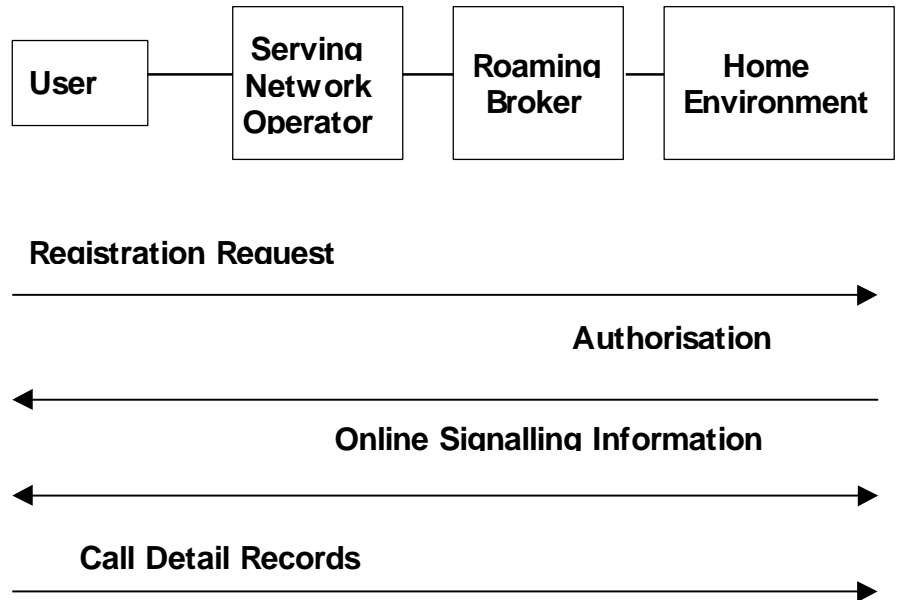 User
Serving
Network
Operator
Roaming
Broker
Home
Environment
Registration Request
Authorisation
Online Signalling Information
Call Detail Records